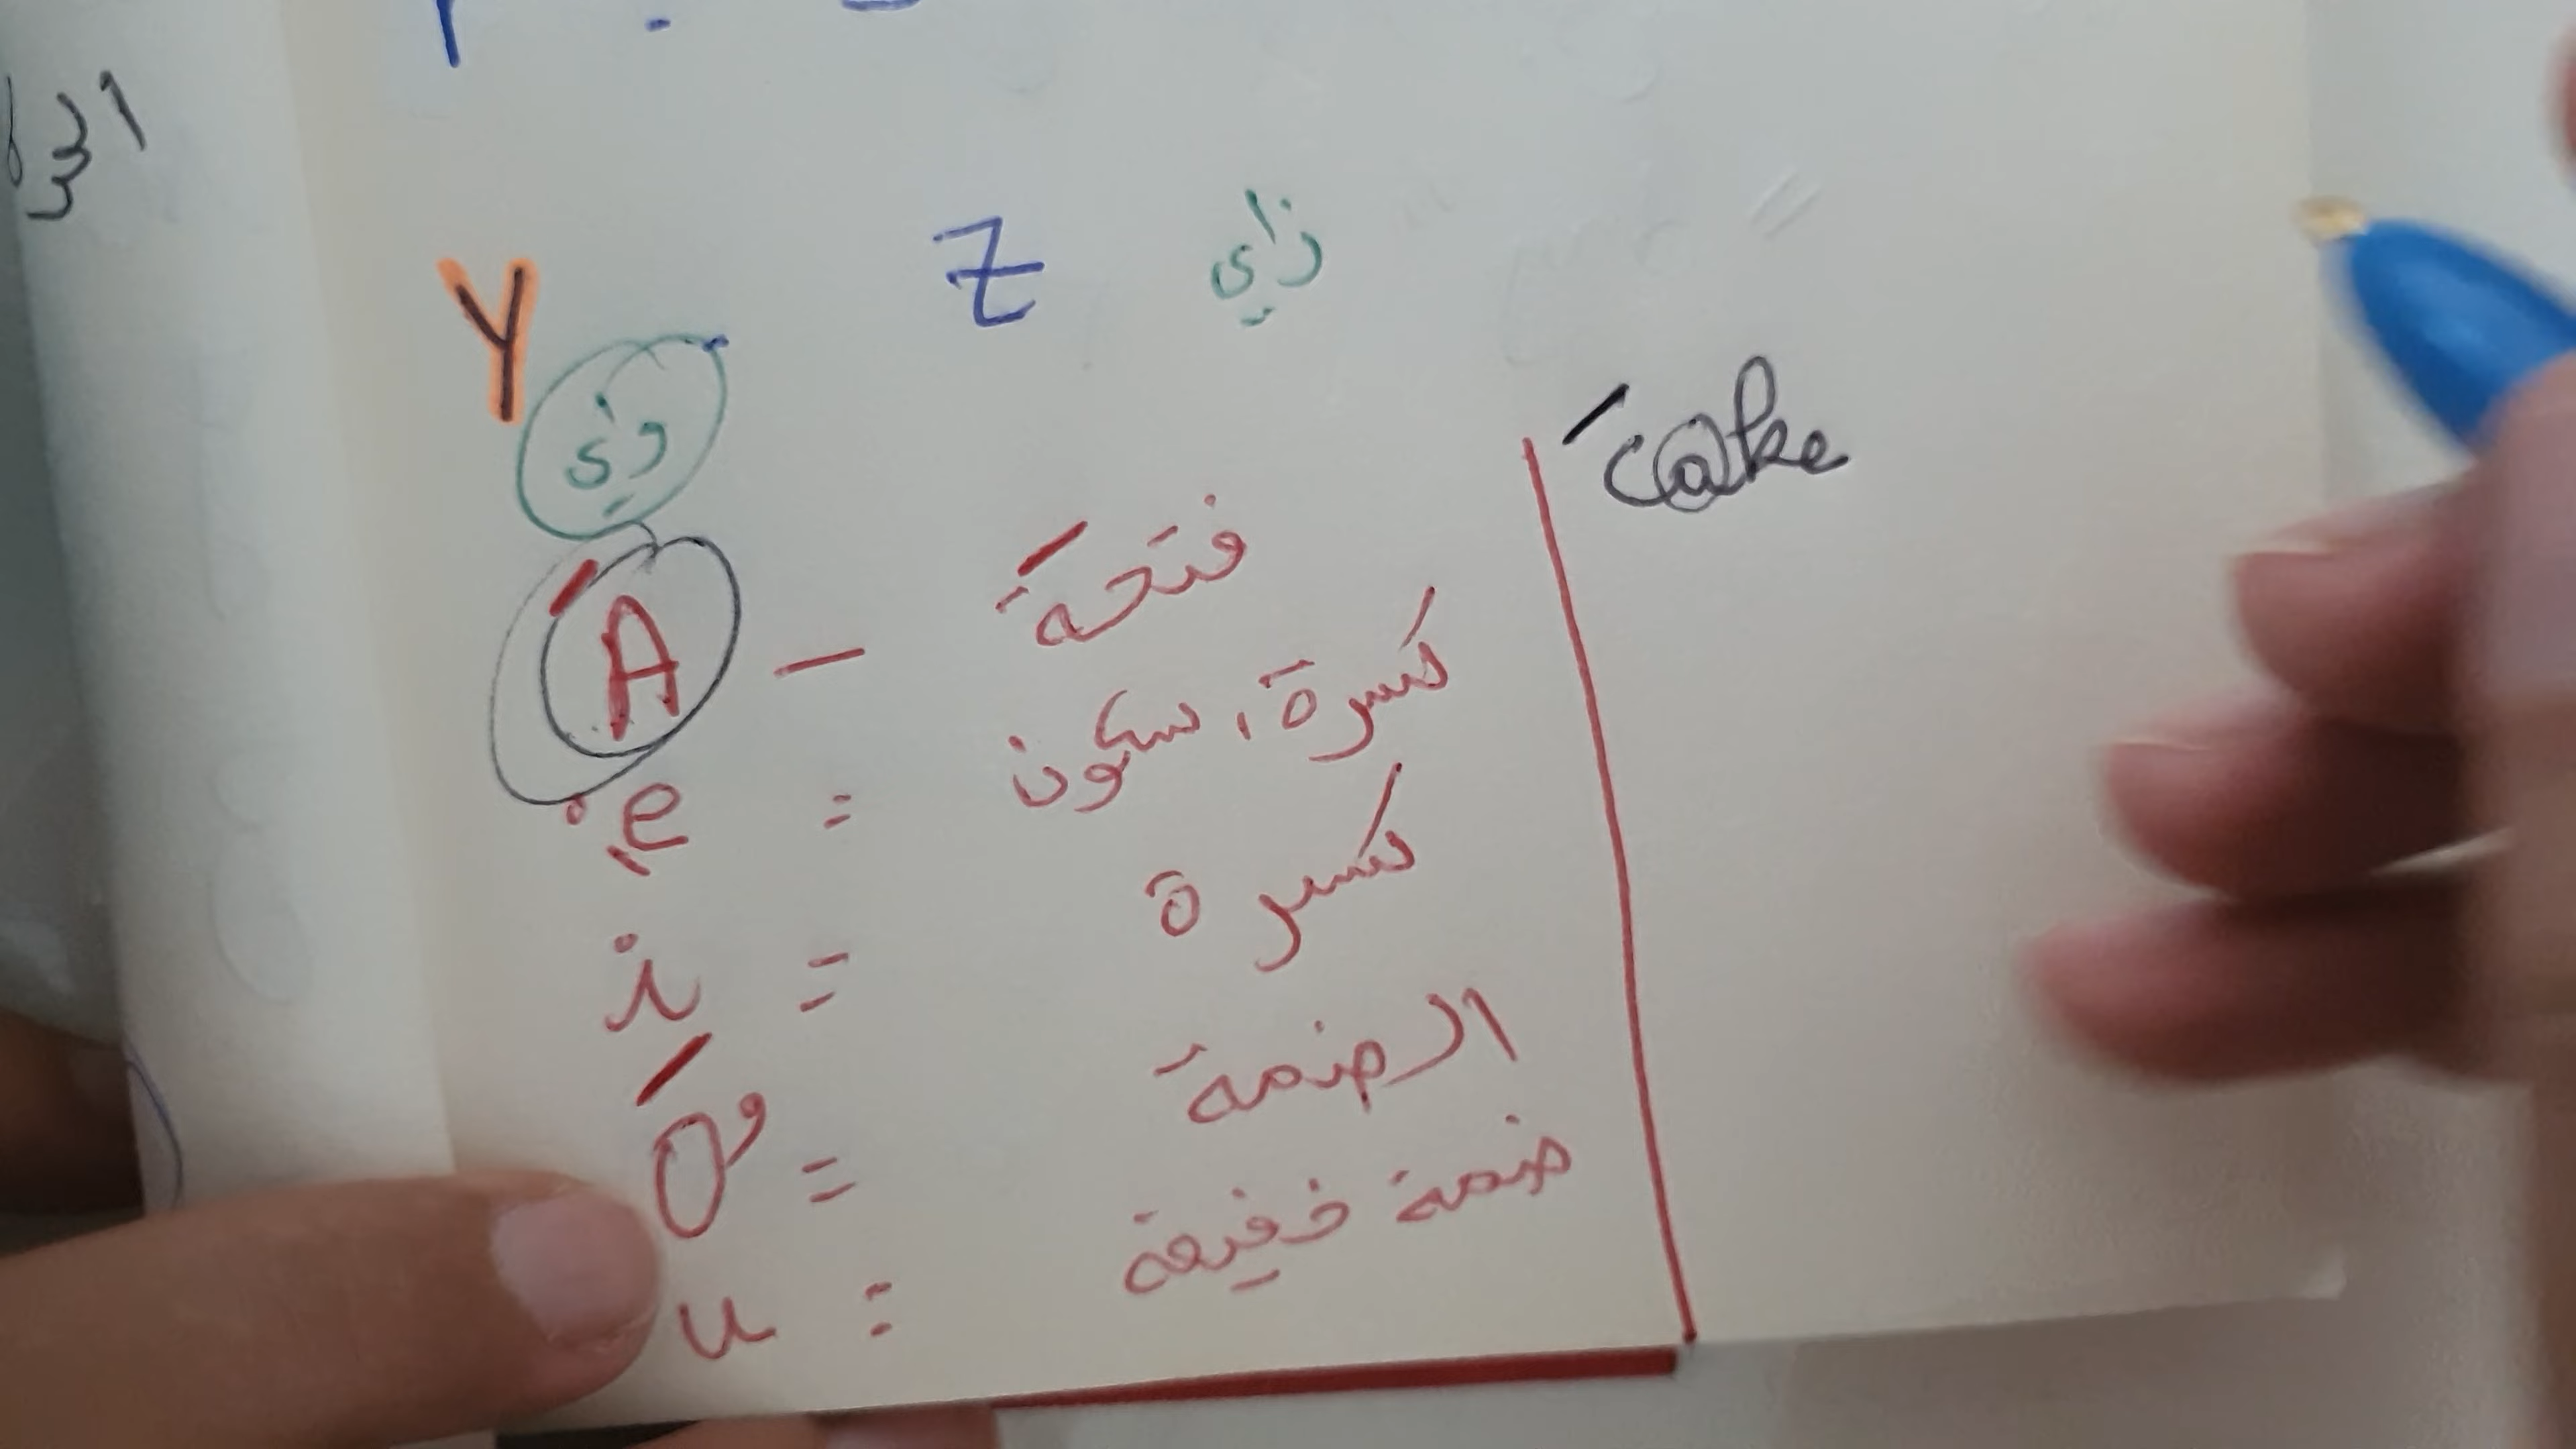 Y Z زاي
واي
Cake
A – فتحة
e = كسرة، سكون
i = كسرة
O = الضمة
u = ضمة خفيفة